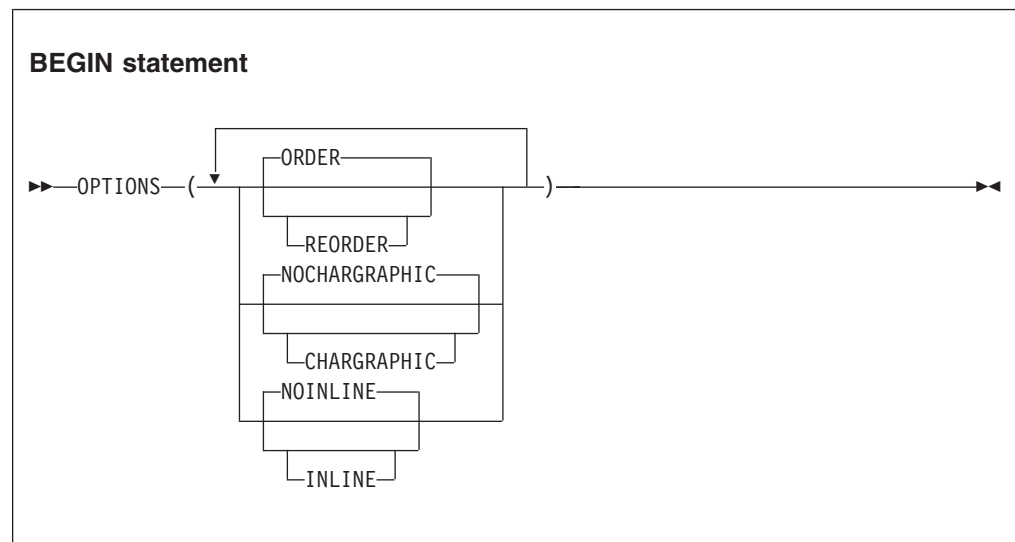 BEGIN statement
ORDER
OPTIONS ( )
REORDER
NOCHARGRAPHIC
CHARGRAPHIC
NOINLINE
INLINE